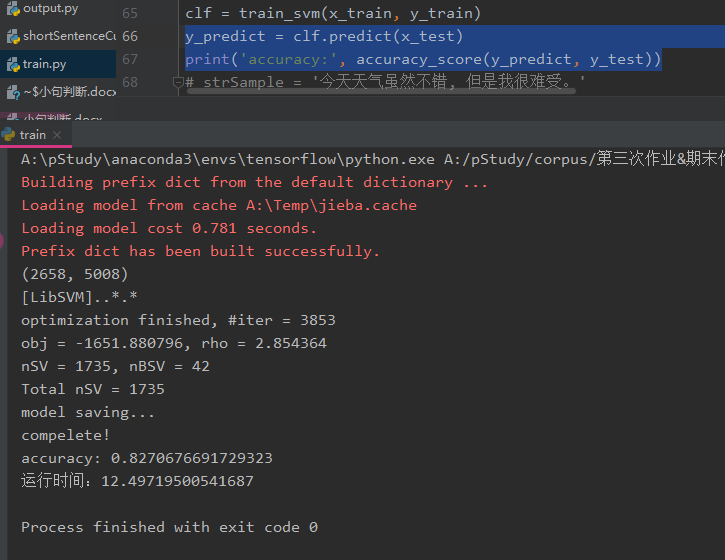 output.py
65 clf = train_svm(x_train, y_train)
shortSentenceCu
66 y_predict = clf.predict(x_test)
train.py
67 print('accuracy:', accuracy_score(y_predict, y_test))
~$小句判断.docx
68 # strSample = '今天天气虽然不错, 但是我很难受。'
小句判断.docx
train ×
A:\pStudy\anaconda3\envs\tensorflow\python.exe A:/pStudy/corpus/第三次作业&期末作
Building prefix dict from the default dictionary ...
Loading model from cache A:\Temp\jieba.cache
Loading model cost 0.781 seconds.
Prefix dict has been built successfully.
(2658, 5008)
[LibSVM]..*.*
optimization finished, #iter = 3853
obj = -1651.880796, rho = 2.854364
nSV = 1735, nBSV = 42
Total nSV = 1735
model saving...
compelete!
accuracy: 0.8270676691729323
运行时间：12.49719500541687
Process finished with exit code 0